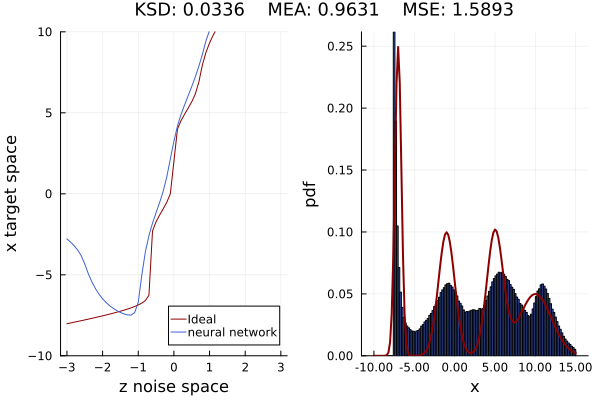 KSD: 0.0336 MEA: 0.9631 MSE: 1.5893
10
5
0
−5
−10
x target space
−3 −2 −1 0 1 2 3
z noise space
Ideal
neural network
0.25
0.20
0.15
0.10
0.05
0.00
pdf
-10.00 -5.00 0.00 5.00 10.00 15.00
x